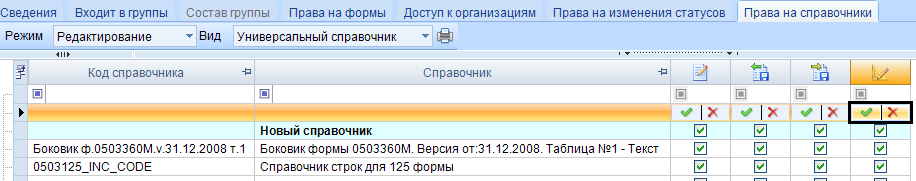 Сведения Входит в группы Состав группы Права на формы Доступ к организациям Права на изменения статусов Права на справочники
Режим Редактирование Вид Универсальный справочник
Код справочника Справочник
Новый справочник
Боковик ф.0503360М.v.31.12.2008 т.1 Боковик формы 0503360М. Версия от:31.12.2008. Таблица №1 - Текст
0503125_INC_CODE Справочник строк для 125 формы